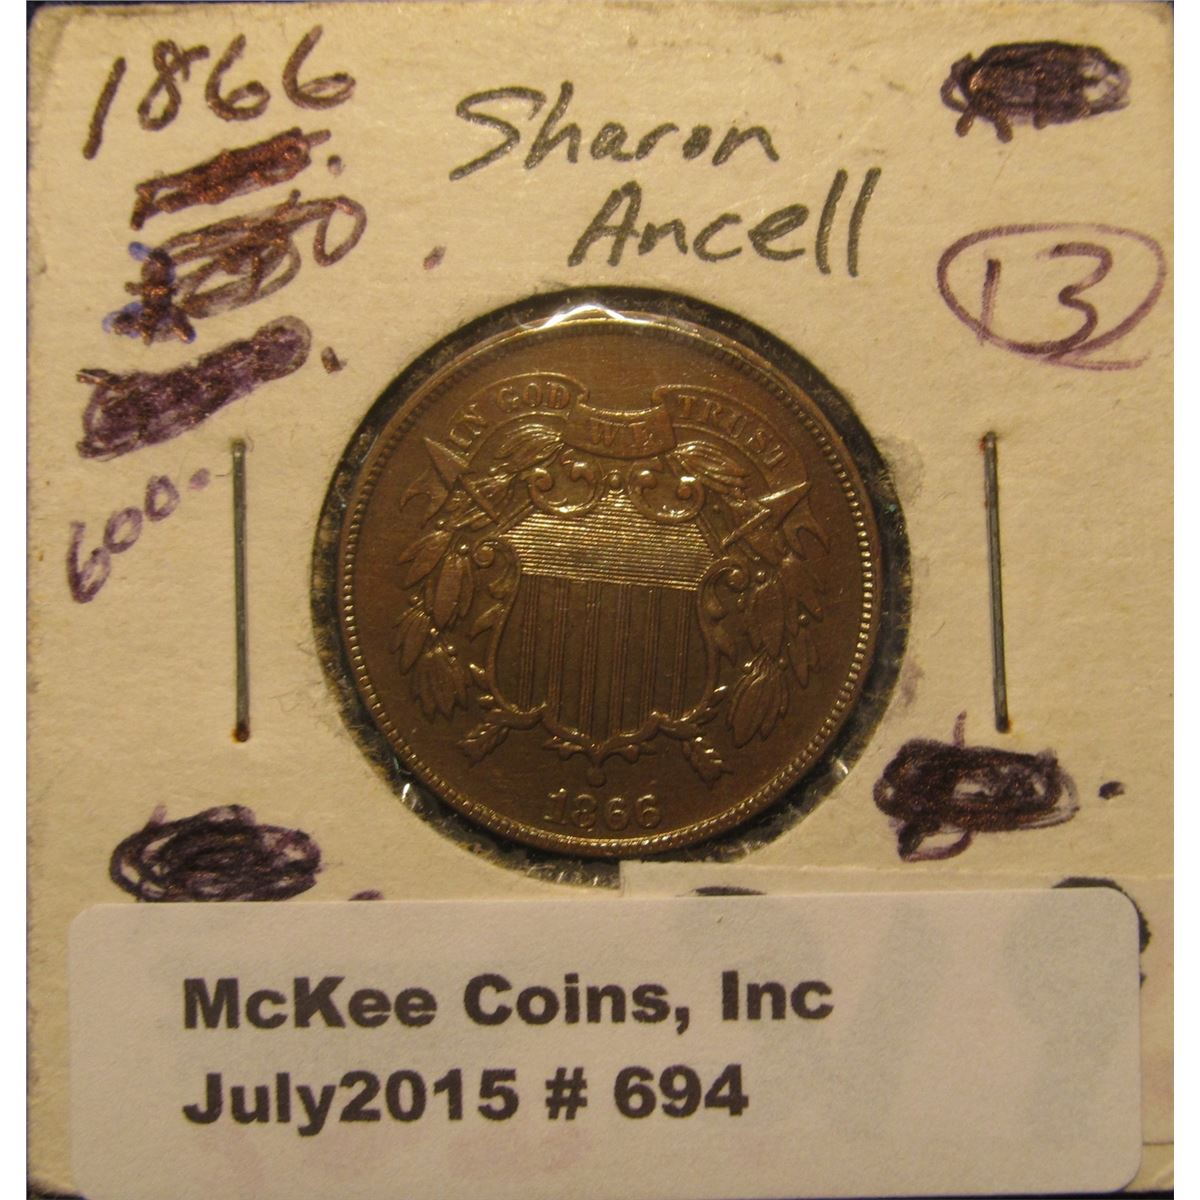 1866
Sharon
Ancell
13
600.
IN GOD WE TRUST
1866
McKee Coins, Inc
July2015 # 694